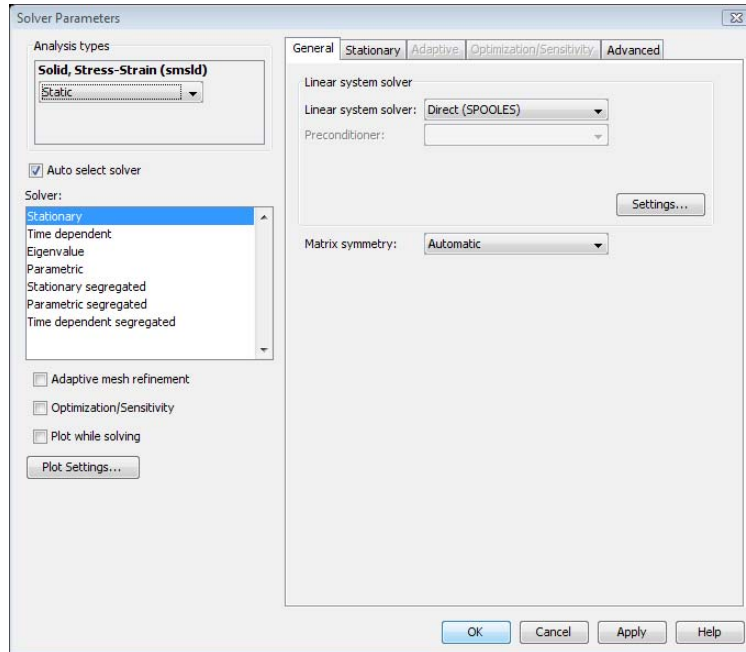 Solver Parameters
Analysis types
Solid, Stress-Strain (smsld)
Static
Auto select solver
Solver:
Stationary
Time dependent
Eigenvalue
Parametric
Stationary segregated
Parametric segregated
Time dependent segregated
Adaptive mesh refinement
Optimization/Sensitivity
Plot while solving
Plot Settings...
General Stationary Adaptive Optimization/Sensitivity Advanced
Linear system solver
Linear system solver: Direct (SPOOLES)
Preconditioner:
Settings...
Matrix symmetry: Automatic
OK Cancel Apply Help